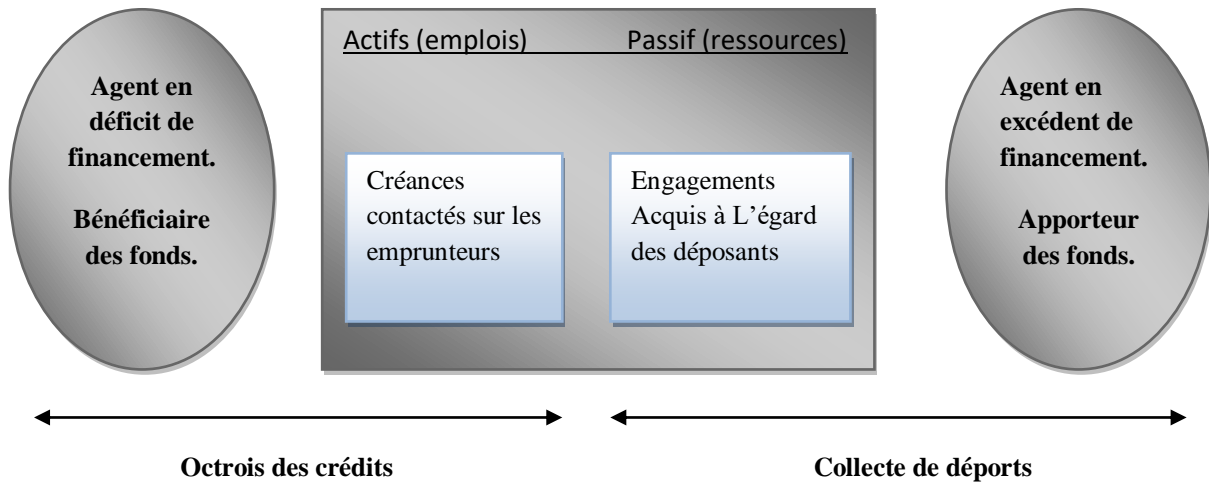 Actifs (emplois) Passif (ressources)
Agent en
déficit de
financement.
Bénéficiaire
des fonds.
Créances
contactés sur les
emprunteurs
Engagements
Acquis à L'égard
des déposants
Agent en
excédent de
financement.
Apporteur
des fonds.
Octrois des crédits
Collecte de déports